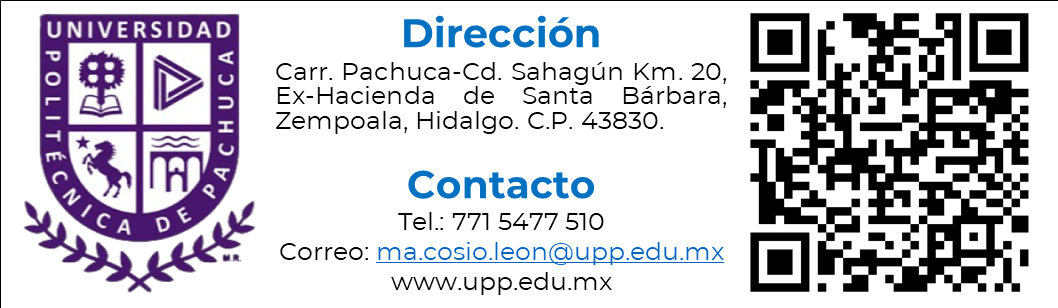 UNIVERSIDAD
POLITÉCNICA DE PACHUCA
M.R.
Dirección
Carr. Pachuca-Cd. Sahagún Km. 20,
Ex-Hacienda de Santa Bárbara,
Zempoala, Hidalgo. C.P. 43830.
Contacto
Tel.: 771 5477 510
Correo: ma.cosio.leon@upp.edu.mx
www.upp.edu.mx